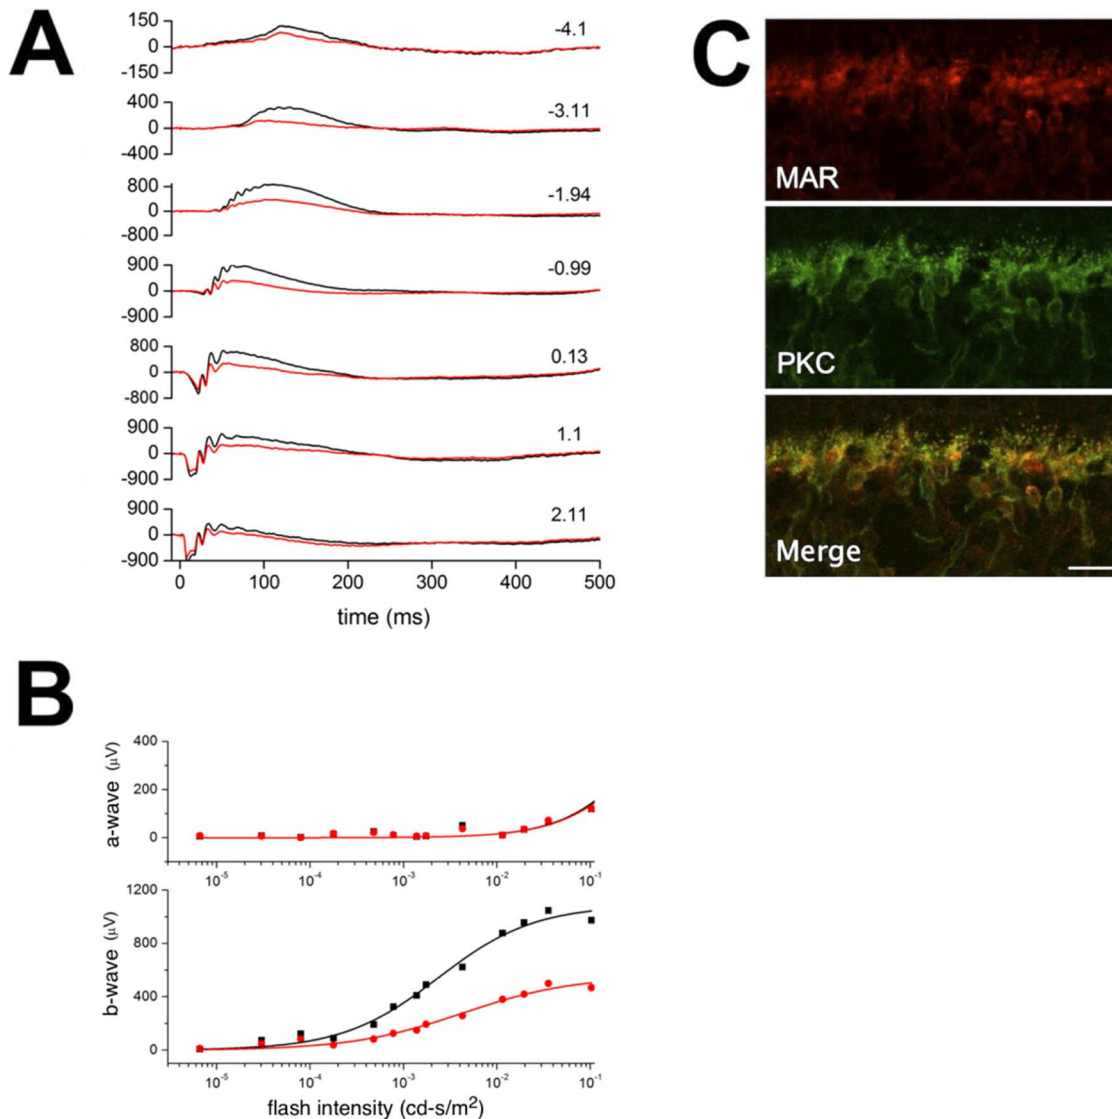 A
150
0
-150
-4.1
400
0
-400
-3.11
800
0
-800
-1.94
900
0
-900
-0.99
800
0
-800
0.13
900
0
-900
1.1
900
0
-900
2.11
0 100 200 300 400 500
time (ms)
B
a-wave (µV)
400
200
0
10⁻⁵ 10⁻⁴ 10⁻³ 10⁻² 10⁻¹
b-wave (µV)
1200
800
400
0
10⁻⁵ 10⁻⁴ 10⁻³ 10⁻² 10⁻¹
flash intensity (cd-s/m²)
C
MAR
PKC
Merge